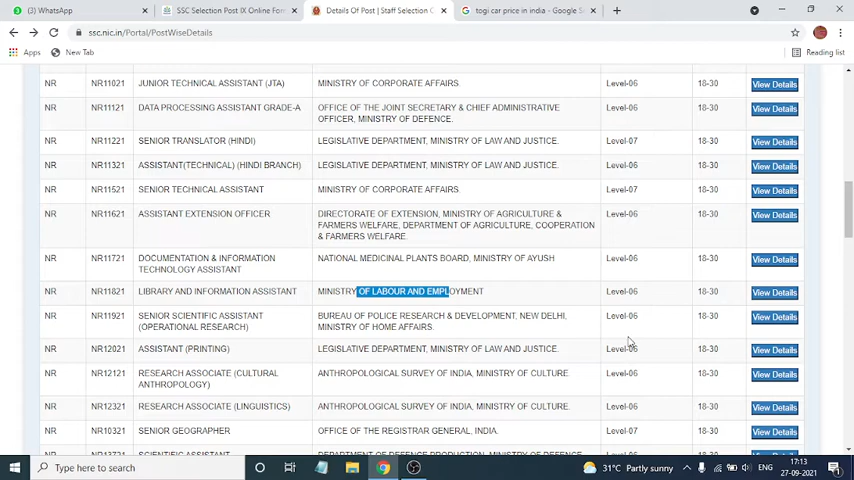 (3) WhatsApp
SSC Selection Post IX Online Form
Details Of Post | Staff Selection C
togi car price in india - Google Se
ssc.nic.in/Portal/PostWiseDetails
Apps
New Tab
Reading list
NR NR11021 JUNIOR TECHNICAL ASSISTANT (JTA) MINISTRY OF CORPORATE AFFAIRS Level-06 18-30 View Details
NR NR11121 DATA PROCESSING ASSISTANT GRADE-A OFFICE OF THE JOINT SECRETARY & CHIEF ADMINISTRATIVE Level-06 18-30 View Details
OFFICER, MINISTRY OF DEFENCE.
NR NR11221 SENIOR TRANSLATOR (HINDI) LEGISLATIVE DEPARTMENT, MINISTRY OF LAW AND JUSTICE. Level-07 18-30 View Details
NR NR11321 ASSISTANT(TECHNICAL) (HINDI BRANCH) LEGISLATIVE DEPARTMENT, MINISTRY OF LAW AND JUSTICE. Level-06 18-30 View Details
NR NR11521 SENIOR TECHNICAL ASSISTANT MINISTRY OF CORPORATE AFFAIRS Level-07 18-30 View Details
NR NR11621 ASSISTANT EXTENSION OFFICER DIRECTORATE OF EXTENSION, MINISTRY OF AGRICULTURE & Level-06 18-30 View Details
FARMERS WELFARE, DEPARTMENT OF AGRICULTURE, COOPERATION
& FARMERS WELFARE.
NR NR11721 DOCUMENTATION & INFORMATION NATIONAL MEDICINAL PLANTS BOARD, MINISTRY OF AYUSH Level-06 18-30 View Details
TECHNOLOGY ASSISTANT
NR NR11821 LIBRARY AND INFORMATION ASSISTANT MINISTRY OF LABOUR AND EMPLOYMENT Level-06 18-30 View Details
NR NR11921 SENIOR SCIENTIFIC ASSISTANT BUREAU OF POLICE RESEARCH & DEVELOPMENT, NEW DELHI, Level-06 18-30 View Details
(OPERATIONAL RESEARCH) MINISTRY OF HOME AFFAIRS.
NR NR12021 ASSISTANT (PRINTING) LEGISLATIVE DEPARTMENT, MINISTRY OF LAW AND JUSTICE. Level-06 18-30 View Details
NR NR12121 RESEARCH ASSOCIATE (CULTURAL ANTHROPOLOGICAL SURVEY OF INDIA, MINISTRY OF CULTURE. Level-06 18-30 View Details
ANTHROPOLOGY)
NR NR12321 RESEARCH ASSOCIATE (LINGUISTICS) ANTHROPOLOGICAL SURVEY OF INDIA, MINISTRY OF CULTURE. Level-06 18-30 View Details
NR NR10321 SENIOR GEOGRAPHER OFFICE OF THE REGISTRAR GENERAL, INDIA. Level-07 18-30 View Details
Type here to search
31°C Partly sunny
ENG
17:13
27-09-2021